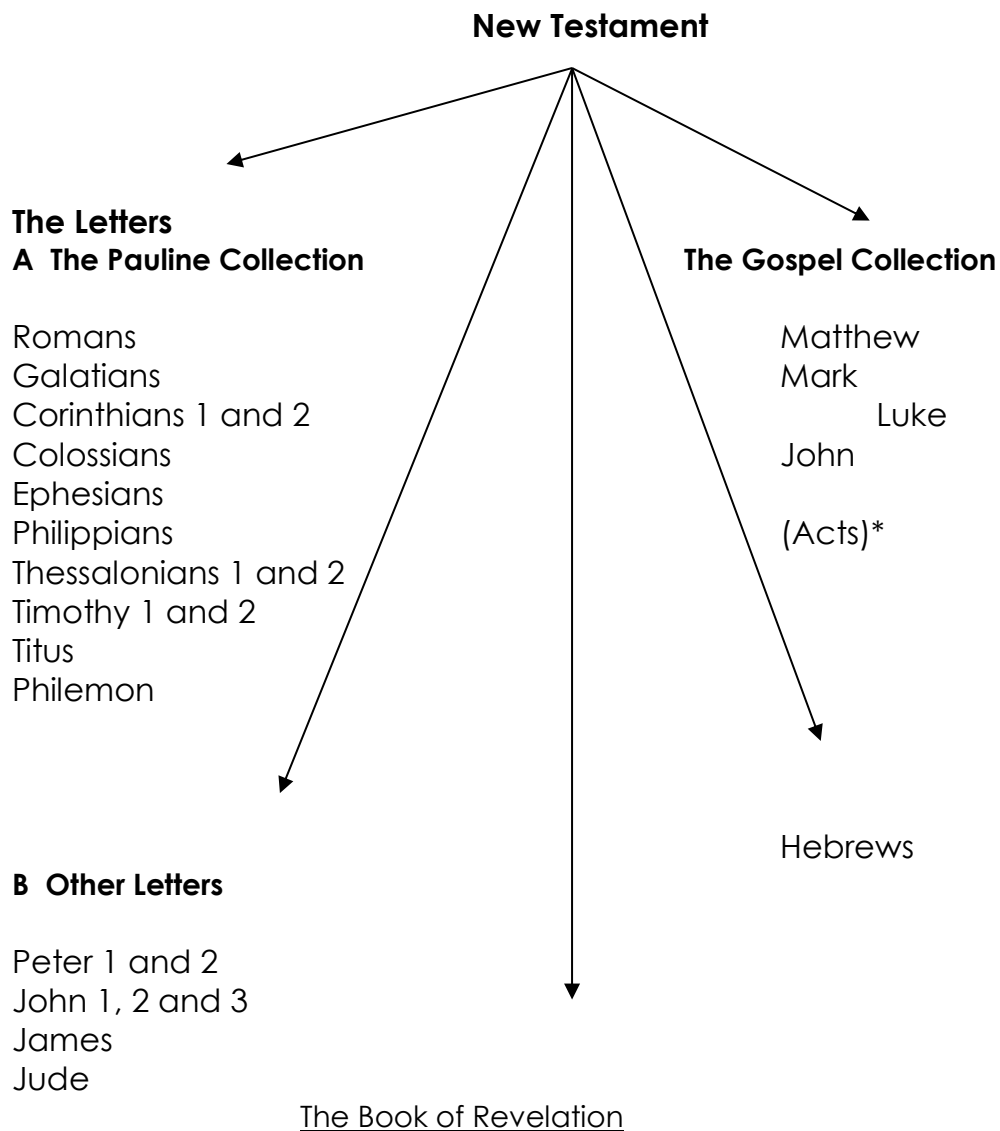 New Testament
The Letters
A  The Pauline Collection
Romans
Galatians
Corinthians 1 and 2
Colossians
Ephesians
Philippians
Thessalonians 1 and 2
Timothy 1 and 2
Titus
Philemon
The Gospel Collection
Matthew
Mark
Luke
John
(Acts)*
Hebrews
B  Other Letters
Peter 1 and 2
John 1, 2 and 3
James
Jude
The Book of Revelation